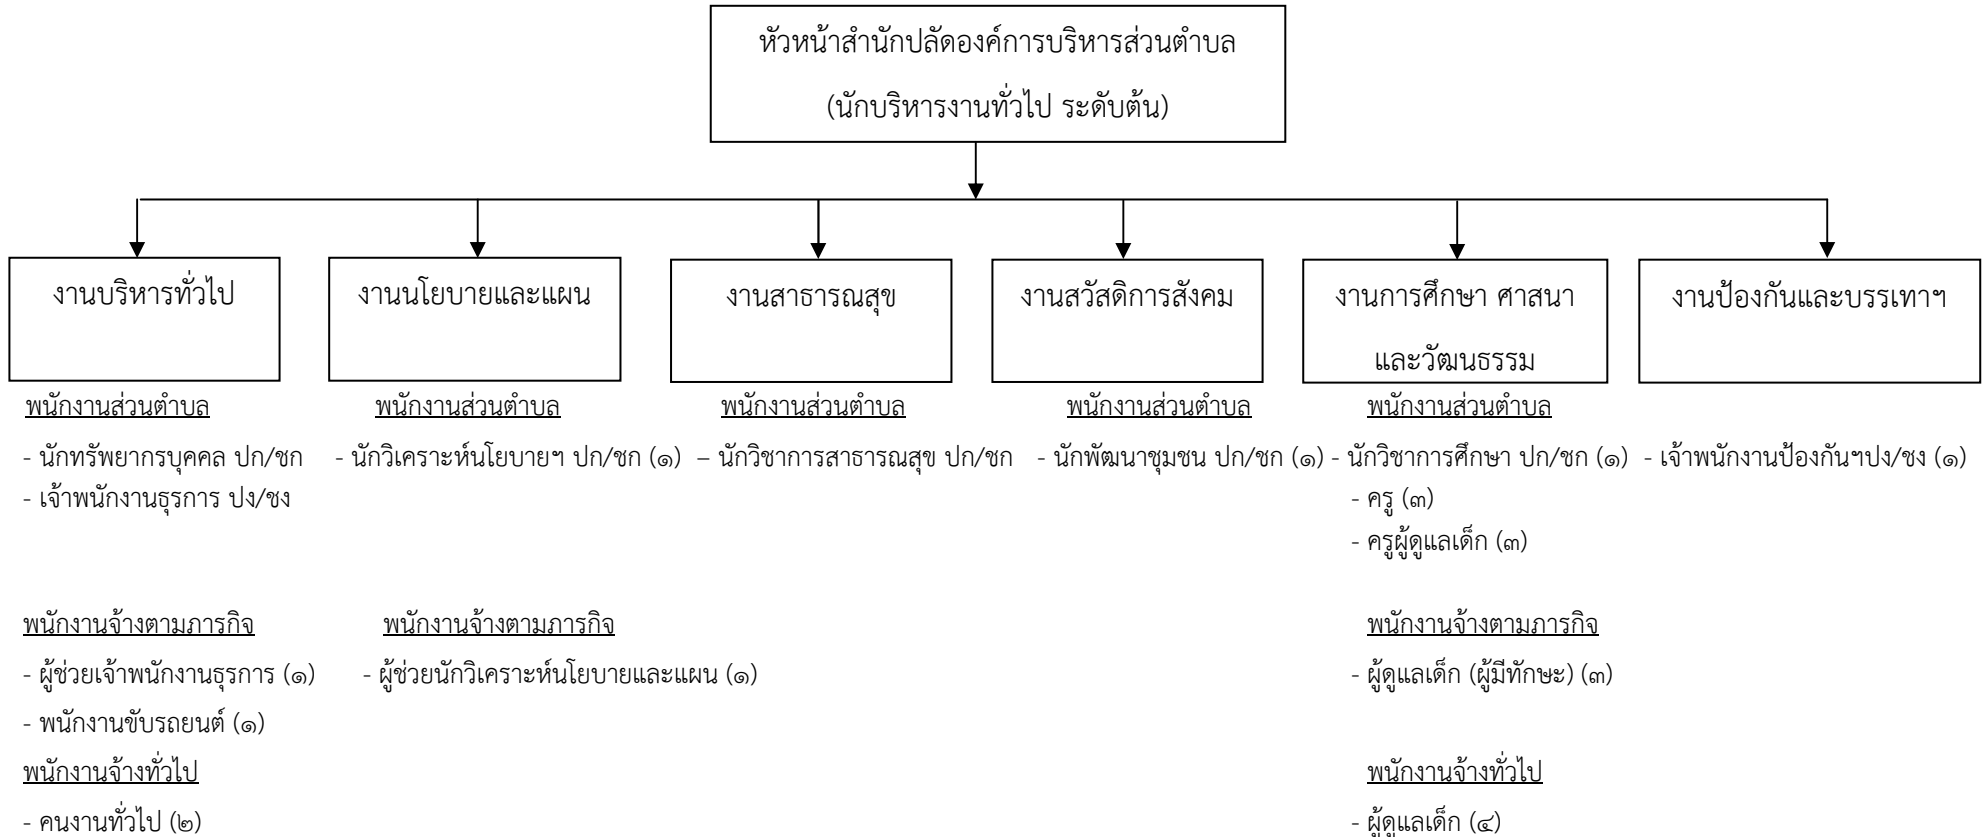 หัวหน้าสำนักปลัดองค์การบริหารส่วนตำบล
(นักบริหารงานทั่วไป ระดับต้น)
งานบริหารทั่วไป
งานนโยบายและแผน
งานสาธารณสุข
งานสวัสดิการสังคม
งานการศึกษา ศาสนา
และวัฒนธรรม
งานป้องกันและบรรเทาฯ
พนักงานส่วนตำบล พนักงานส่วนตำบล พนักงานส่วนตำบล พนักงานส่วนตำบล พนักงานส่วนตำบล
- นักทรัพยากรบุคคล ปก/ชก - นักวิเคราะห์นโยบายฯ ปก/ชก (๑) – นักวิชาการสาธารณสุข ปก/ชก - นักพัฒนาชุมชน ปก/ชก (๑) - นักวิชาการศึกษา ปก/ชก (๑) - เจ้าพนักงานป้องกันฯปง/ชง (๑)
- เจ้าพนักงานธุรการ ปง/ชง - ครู (๓)
- ครูผู้ดูแลเด็ก (๓)
พนักงานจ้างตามภารกิจ พนักงานจ้างตามภารกิจ พนักงานจ้างตามภารกิจ
- ผู้ช่วยเจ้าพนักงานธุรการ (๑) - ผู้ช่วยนักวิเคราะห์นโยบายและแผน (๑) - ผู้ดูแลเด็ก (ผู้มีทักษะ) (๓)
- พนักงานขับรถยนต์ (๑)
พนักงานจ้างทั่วไป พนักงานจ้างทั่วไป
- คนงานทั่วไป (๒) - ผู้ดูแลเด็ก (๔)